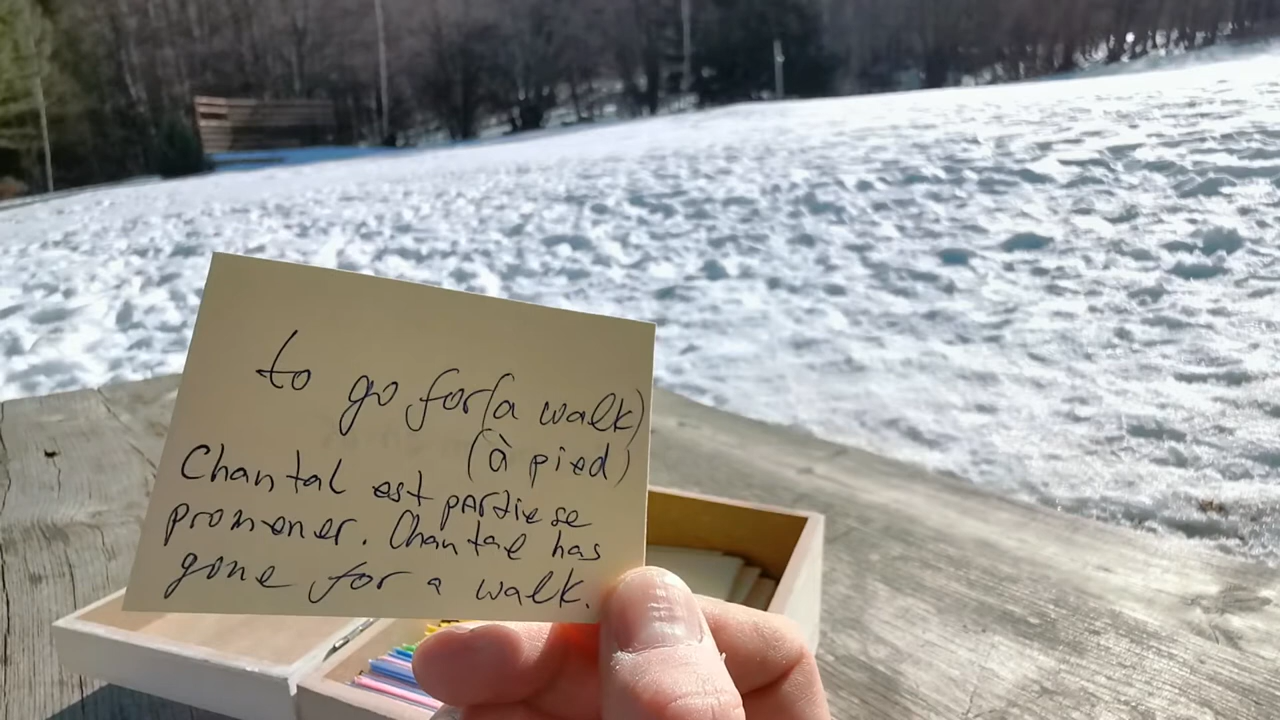 to go for (a walk)
(à pied)
Chantal est partie se
promener. Chantal has
gone for a walk.